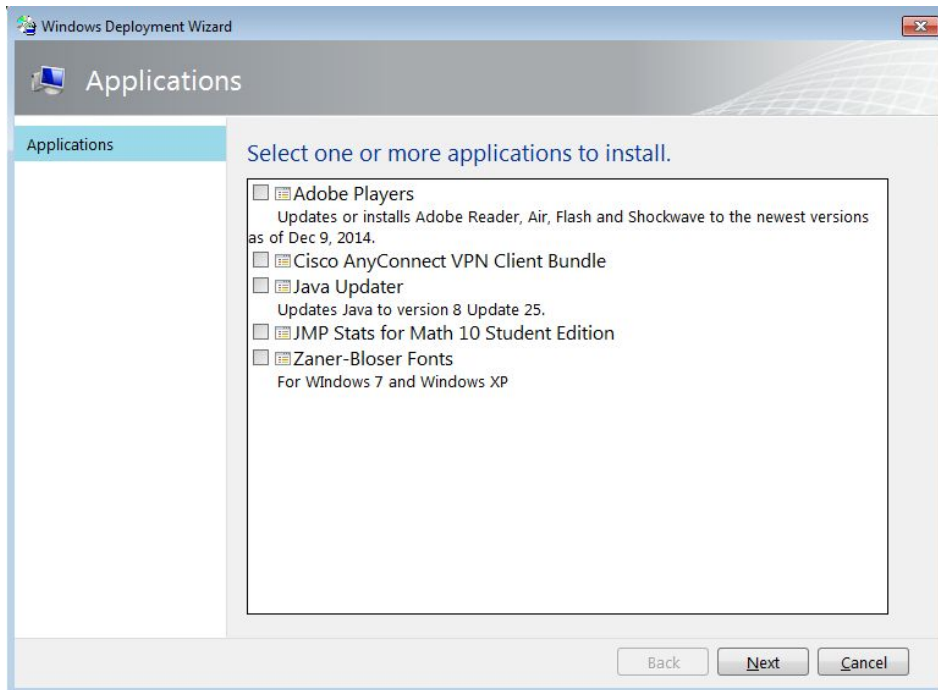 Windows Deployment Wizard
Applications
Applications
Select one or more applications to install.
Adobe Players
Updates or installs Adobe Reader, Air, Flash and Shockwave to the newest versions
as of Dec 9, 2014.
Cisco AnyConnect VPN Client Bundle
Java Updater
Updates Java to version 8 Update 25.
JMP Stats for Math 10 Student Edition
Zaner-Bloser Fonts
For WIndows 7 and Windows XP
Back Next Cancel